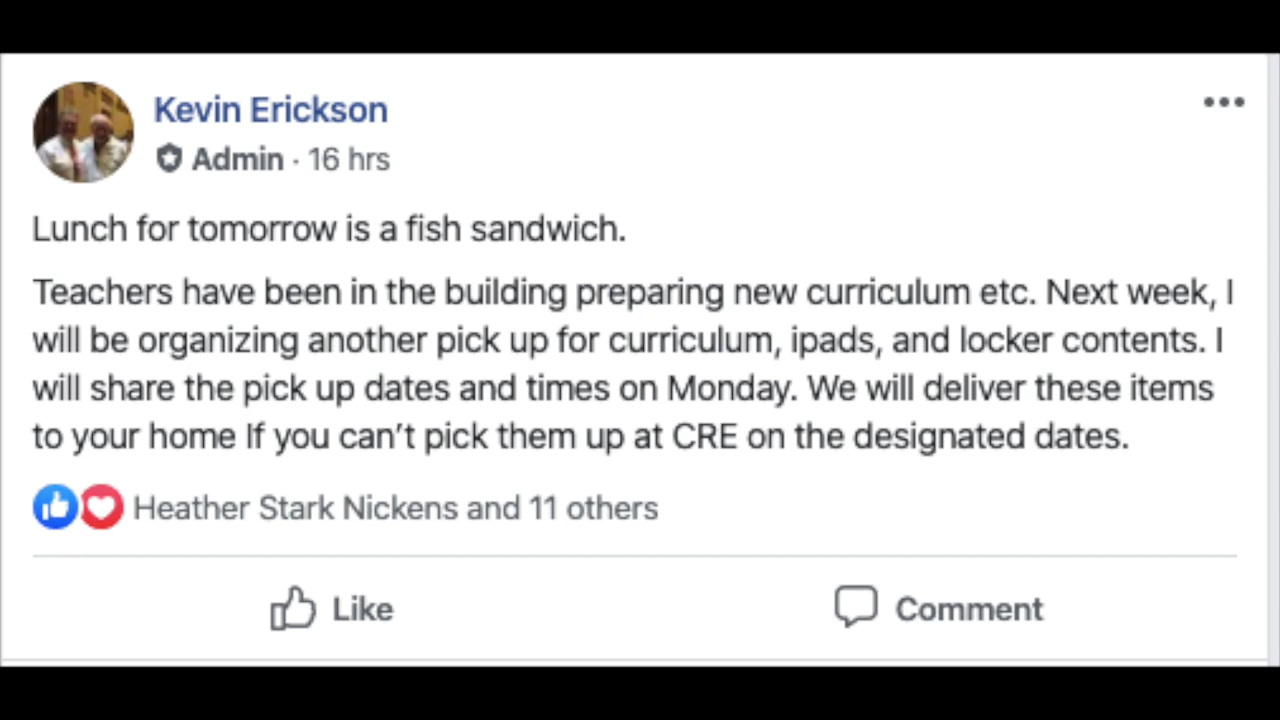 Kevin Erickson
Admin · 16 hrs
Lunch for tomorrow is a fish sandwich.
Teachers have been in the building preparing new curriculum etc. Next week, I
will be organizing another pick up for curriculum, ipads, and locker contents. I
will share the pick up dates and times on Monday. We will deliver these items
to your home If you can’t pick them up at CRE on the designated dates.
Heather Stark Nickens and 11 others
Like
Comment